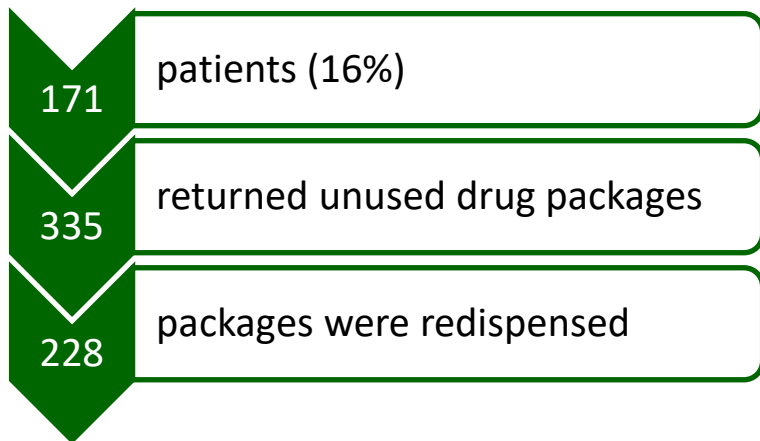 171
patients (16%)
335
returned unused drug packages
228
packages were redispensed